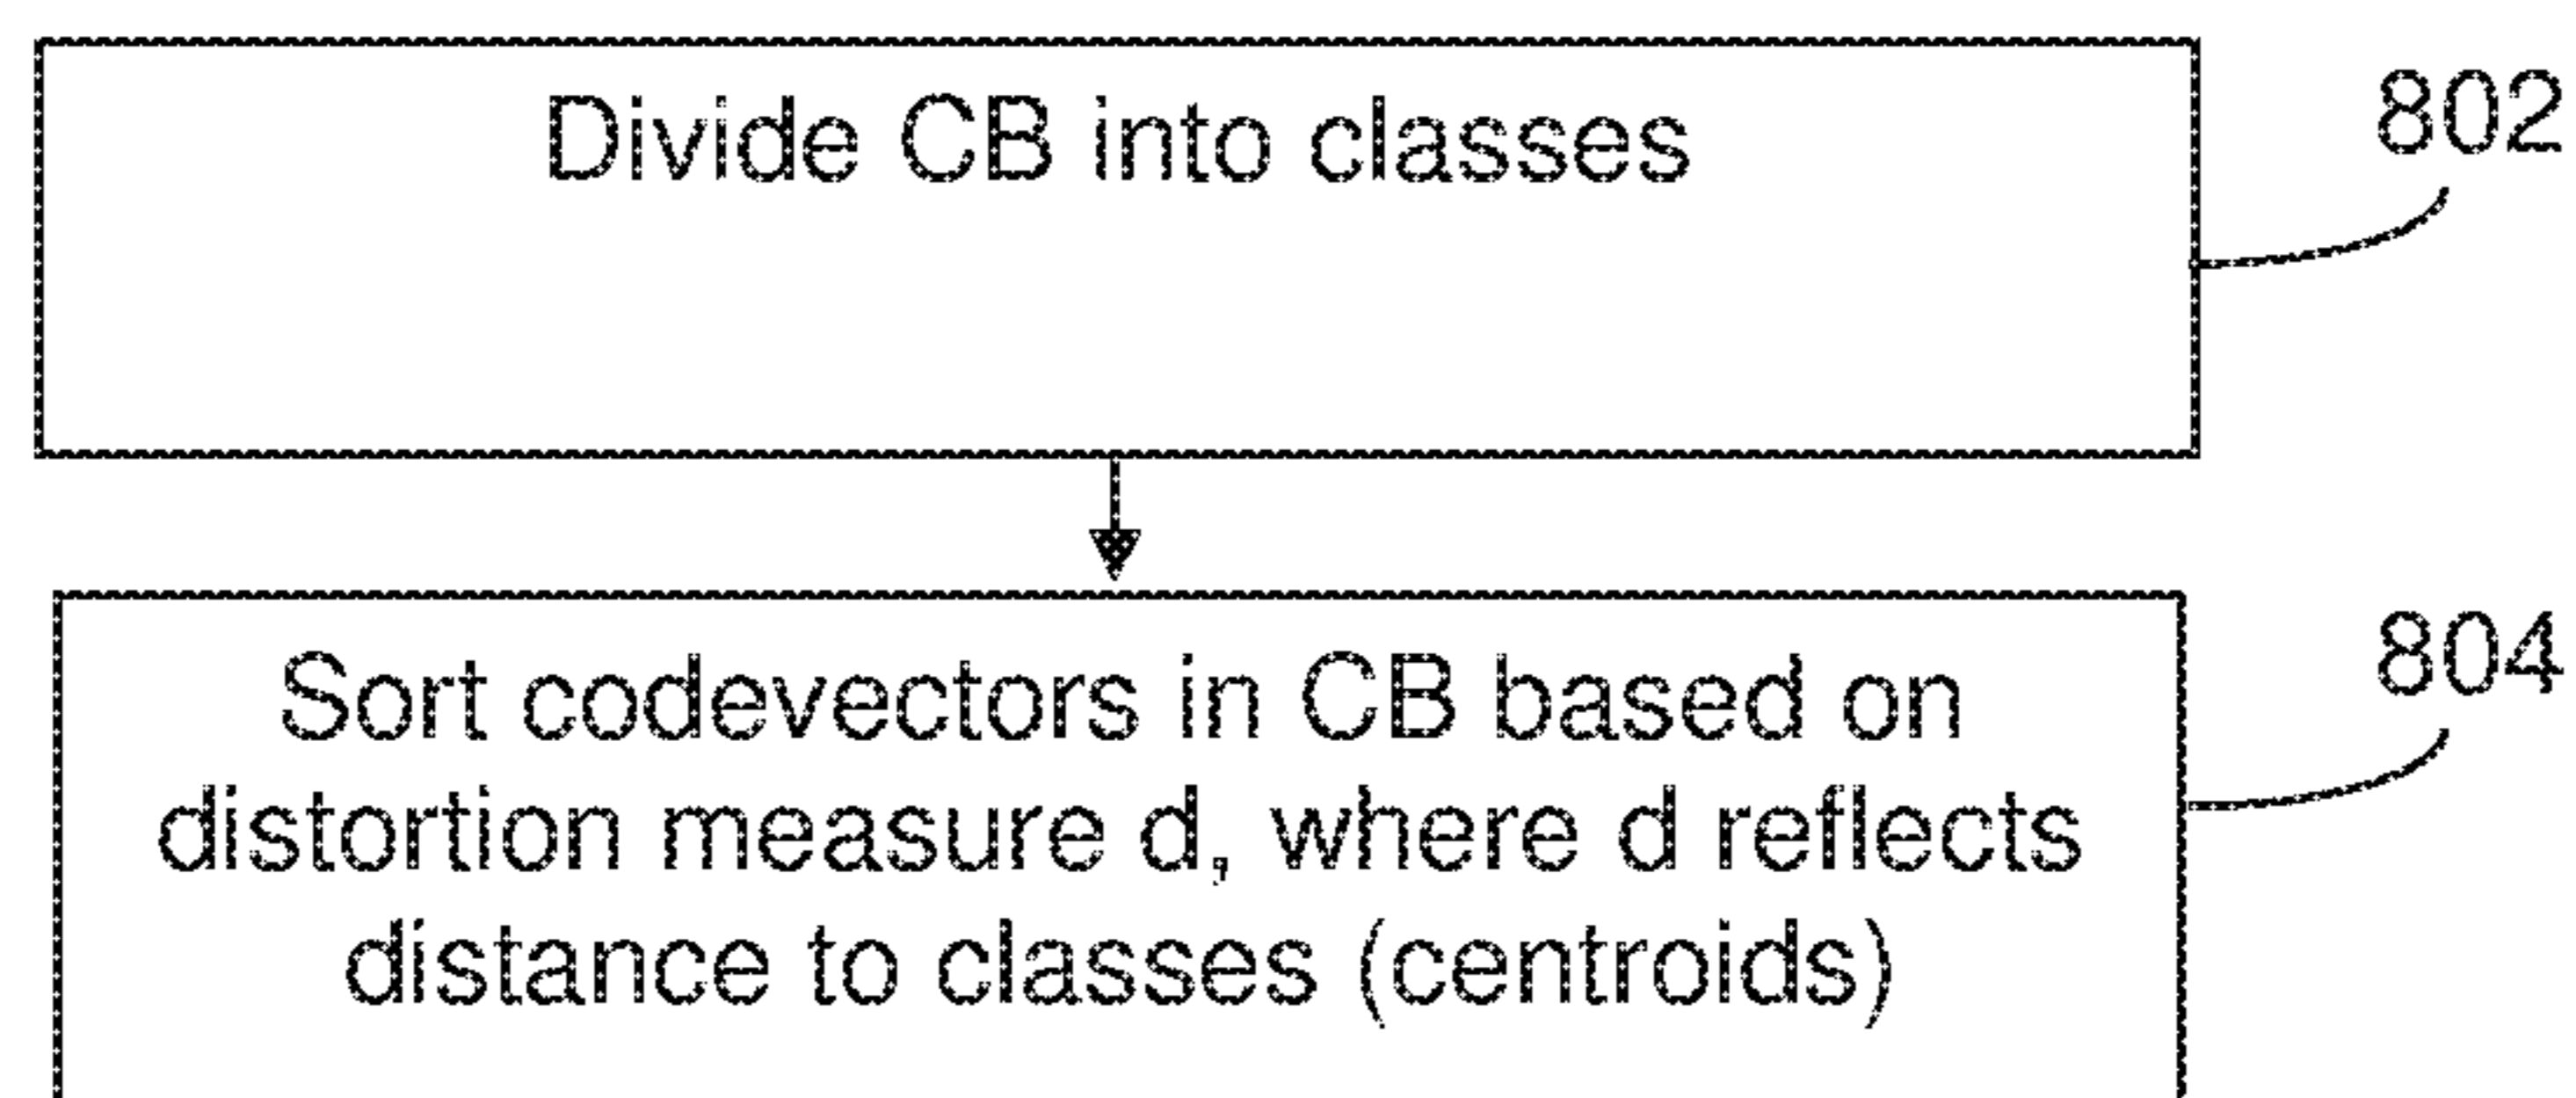 Divide CB into classes
802
Sort codevectors in CB based on
804
distortion measure d, where d reflects
distance to classes (centroids)